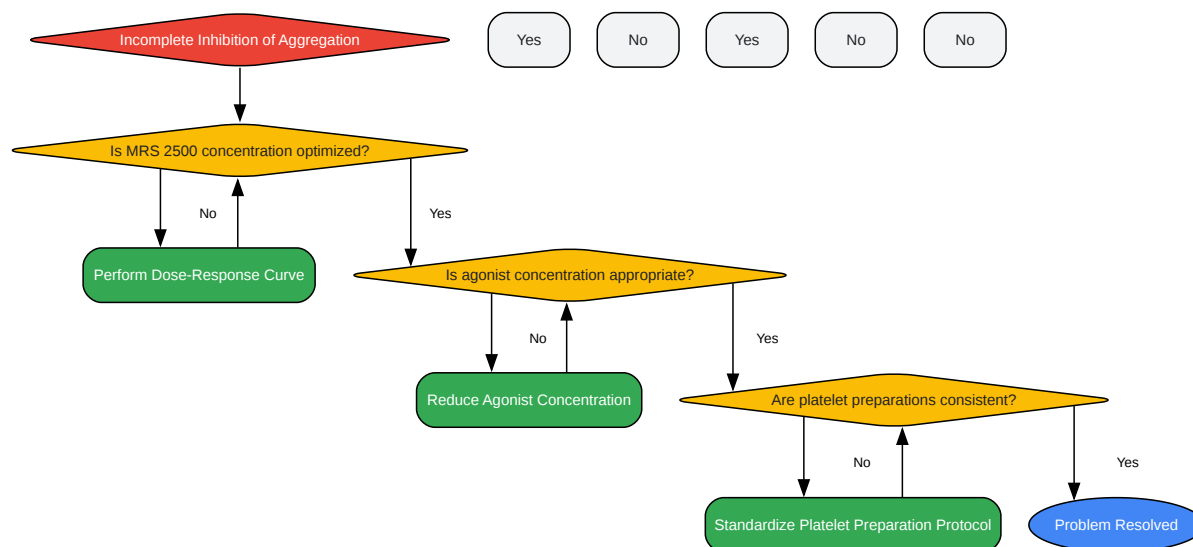 Incomplete Inhibition of Aggregation
Yes
No
Yes
No
No
Is MRS 2500 concentration optimized?
No
Yes
Perform Dose-Response Curve
Is agonist concentration appropriate?
No
Yes
Reduce Agonist Concentration
Are platelet preparations consistent?
No
Yes
Standardize Platelet Preparation Protocol
Problem Resolved